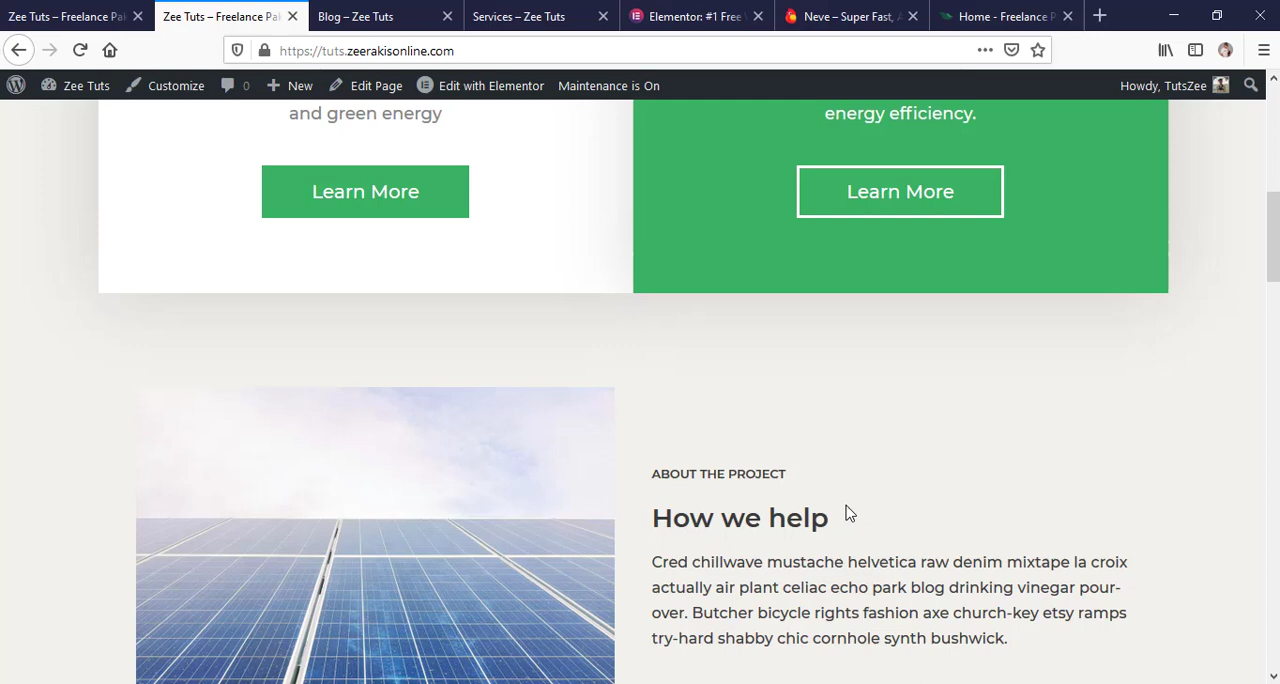 Zee Tuts – Freelance Pa
Zee Tuts – Freelance Pa
Blog – Zee Tuts
Services – Zee Tuts
Elementor: #1 Free
Neve – Super Fast,
Home - Freelance P
https://tuts.zeerakisonline.com
Zee Tuts
Customize
0
New
Edit Page
Edit with Elementor
Maintenance is On
Howdy, TutsZee
and green energy
energy efficiency.
Learn More
Learn More
ABOUT THE PROJECT
How we help
Cred chillwave mustache helvetica raw denim mixtape la croix
actually air plant celiac echo park blog drinking vinegar pour-
over. Butcher bicycle rights fashion axe church-key etsy ramps
try-hard shabby chic cornhole synth bushwick.